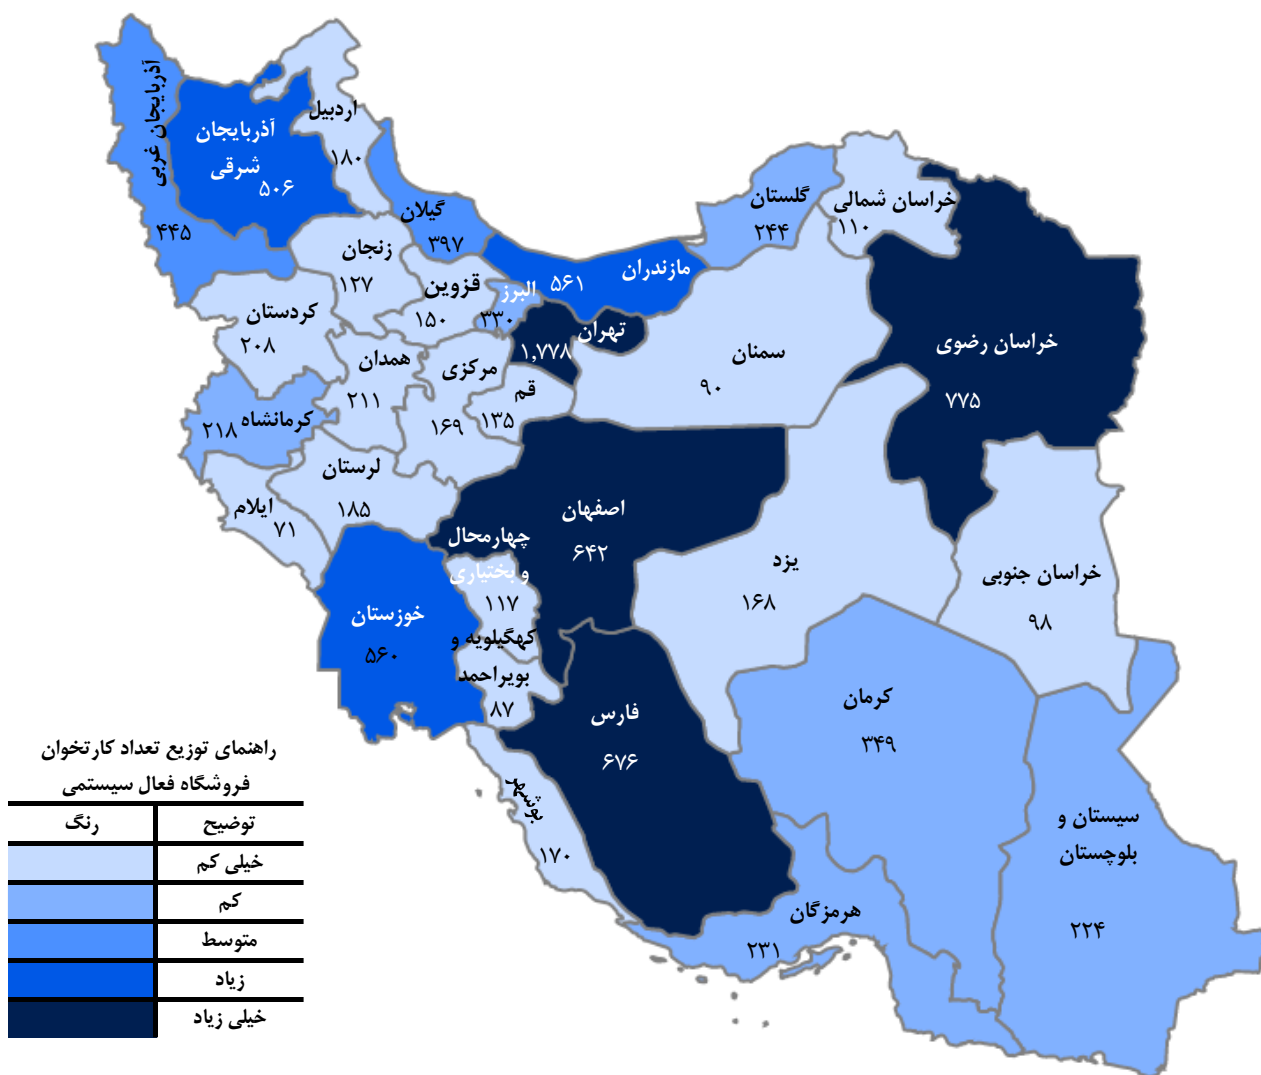 آذربایجان غربی
۴۴۵
آذربایجان
شرقی
۵۰۶
اردبیل
۱۸۰
گیلان
۳۹۷
مازندران
۵۶۱
گلستان
۲۴۴
خراسان شمالی
۱۱۰
خراسان رضوی
۷۷۵
زنجان
۱۲۷
قزوین
۱۵۰
البرز
۳۳۰
تهران
۱,۷۷۸
سمنان
۹۰
کردستان
۲۰۸
همدان
۲۱۱
مرکزی
۱۶۹
قم
۱۳۵
کرمانشاه
۲۱۸
لرستان
۱۸۵
ایلام
۷۱
اصفهان
۶۴۲
چهارمحال
و بختیاری
۱۱۷
یزد
۱۶۸
خراسان جنوبی
۹۸
خوزستان
۵۶۰
کهگیلویه و
بویراحمد
۸۷
فارس
۶۷۶
کرمان
۳۴۹
بوشهر
۱۷۰
هرمزگان
۲۳۱
سیستان و
بلوچستان
۲۲۴
راهنمای توزیع تعداد کارتخوان
فروشگاه فعال سیستمی
توضیح رنگ
خیلی کم
کم
متوسط
زیاد
خیلی زیاد